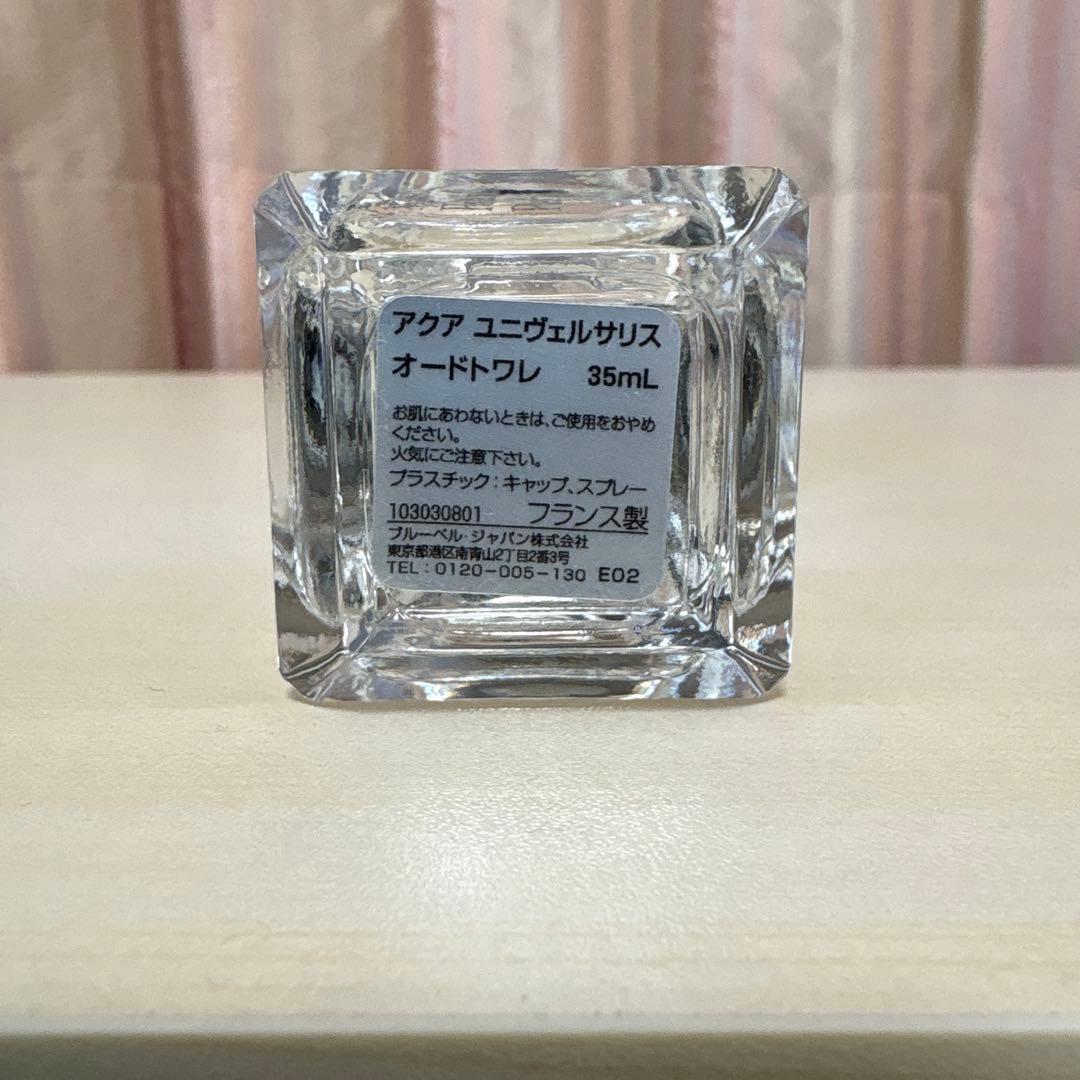 アクア ユニヴェルサリス
オードトワレ 35mL
お肌にあわないときは、ご使用をおやめ
ください。
火気にご注意下さい。
プラスチック：キャップ、スプレー
103030801 フランス製
ブルーベル・ジャパン株式会社
東京都港区南青山2丁目2番3号
TEL：0120-005-130 E02